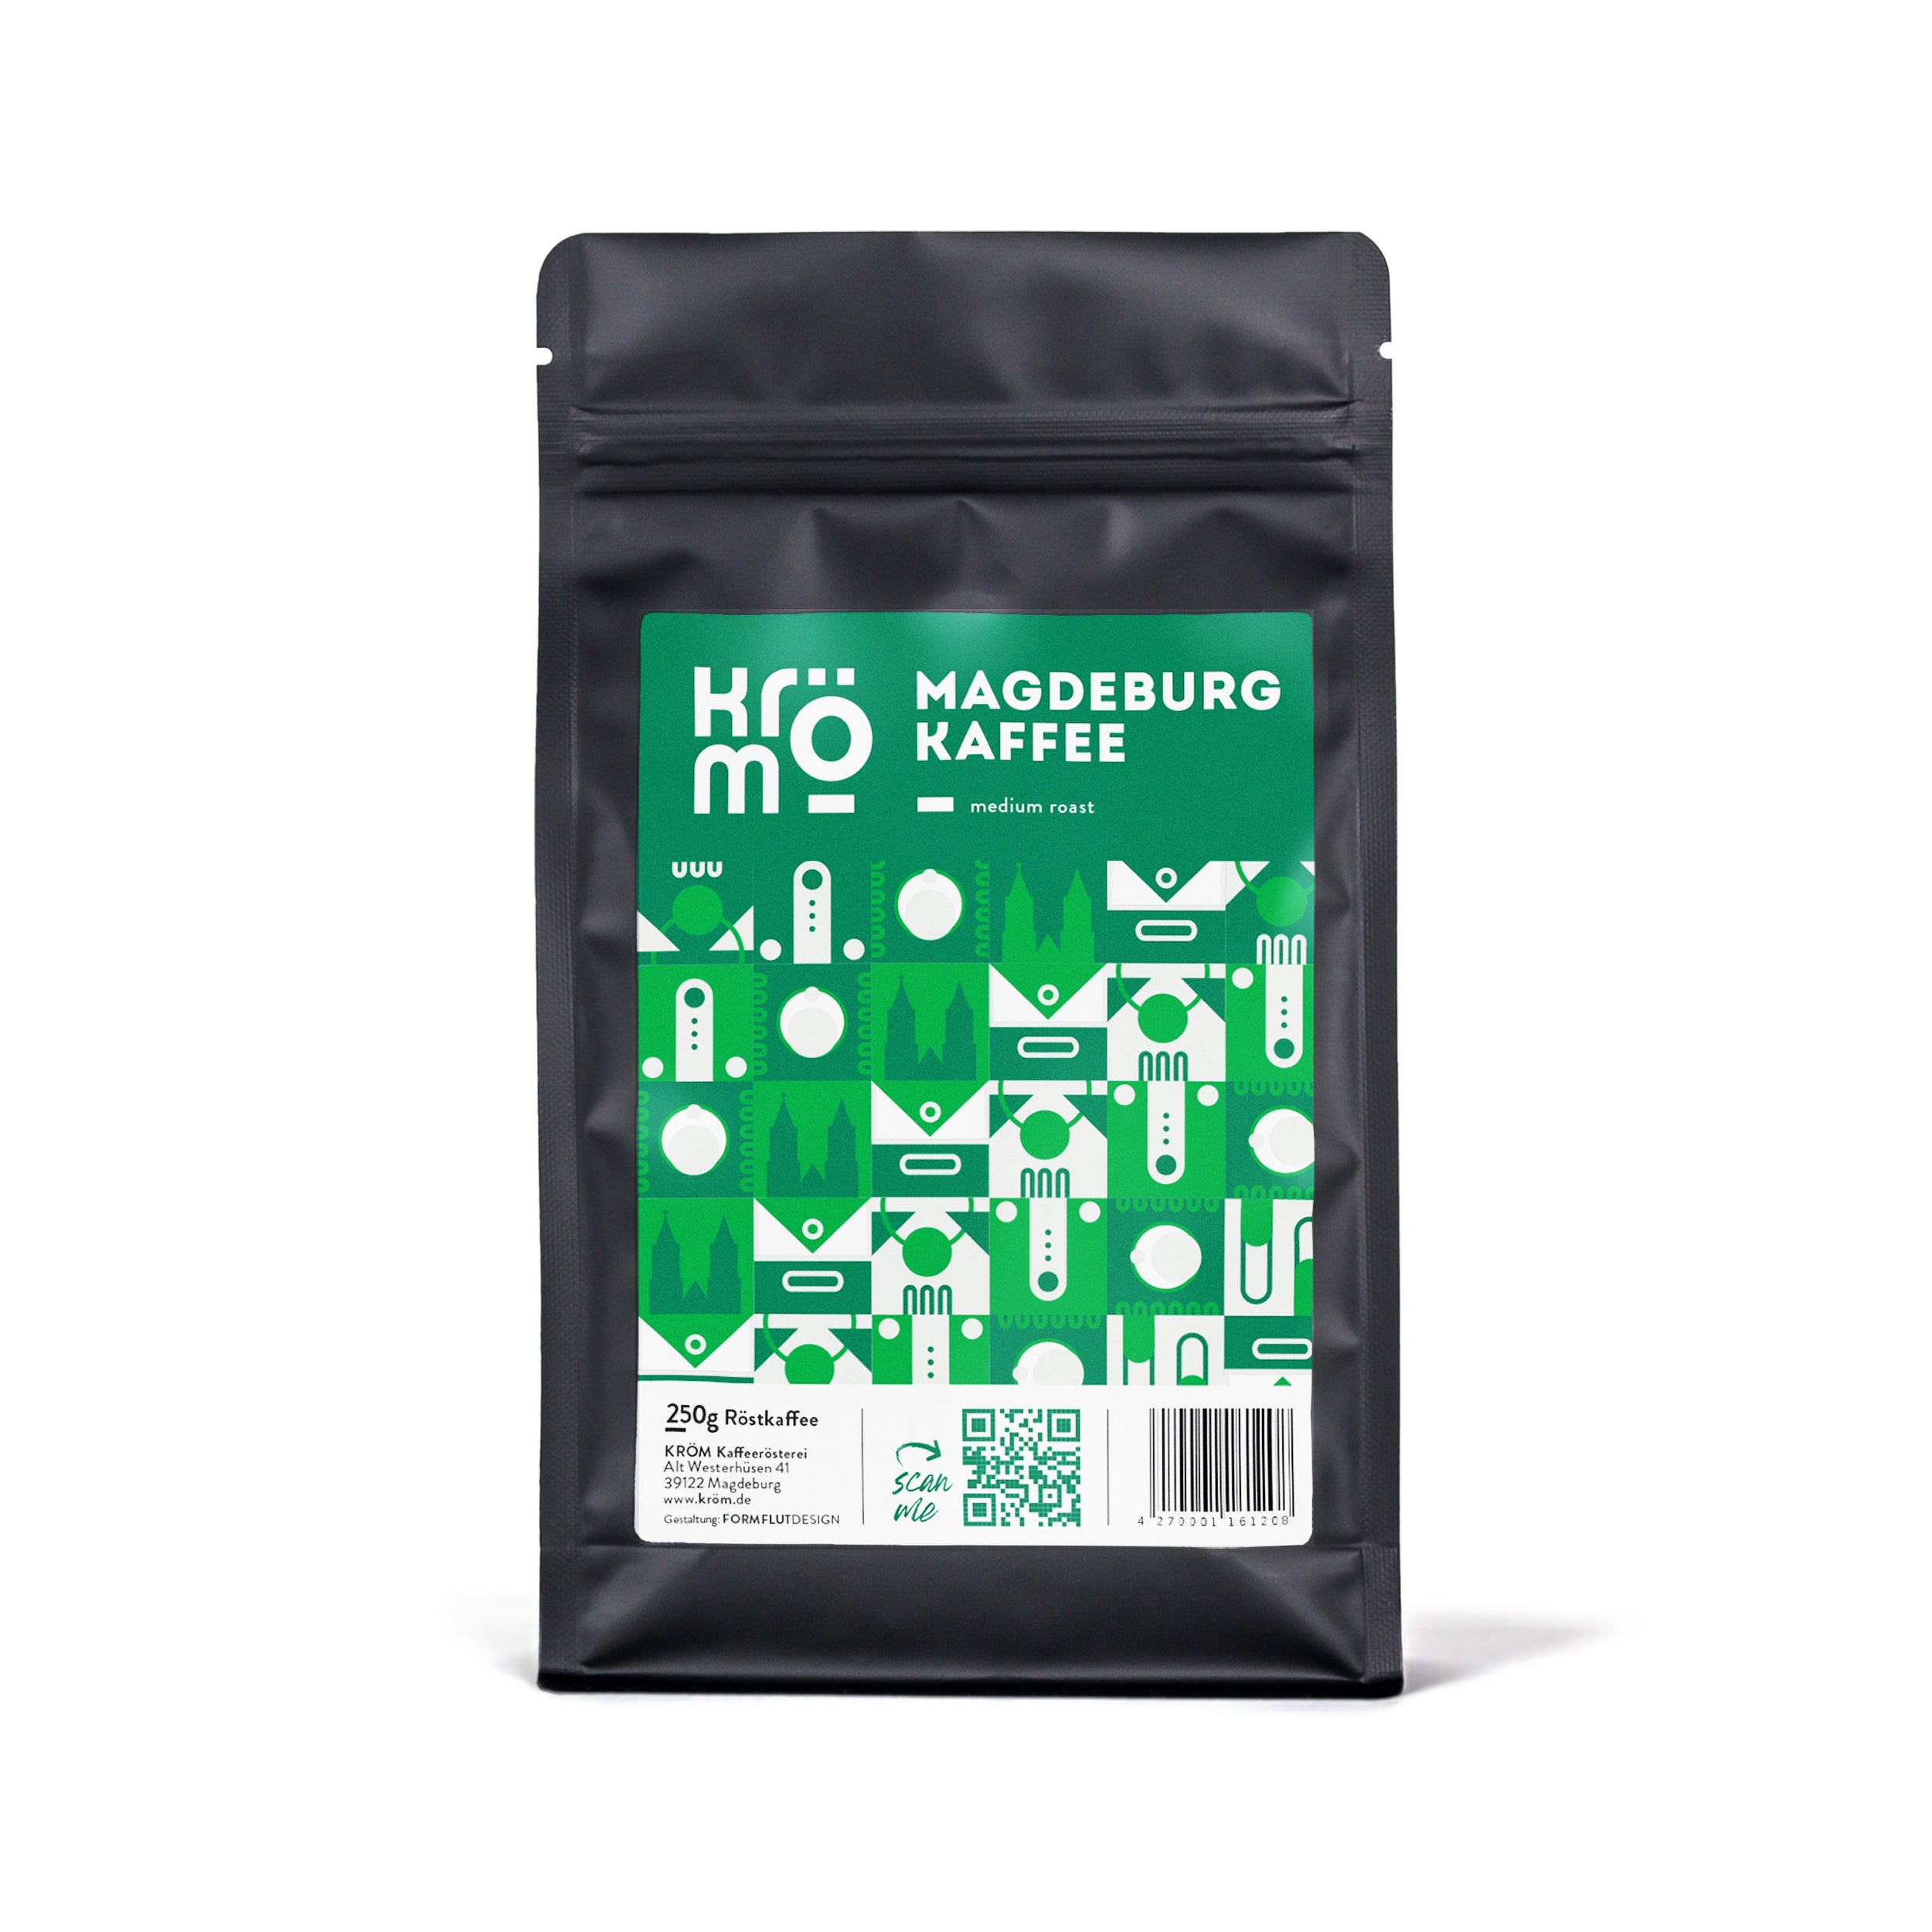 krö
m
MAGDEBURG
KAFFEE
medium roast
250g Röstkaffee
KRÖM Kaffeerösterei
Alt Westerhüsen 41
39122 Magdeburg
www.kröm.de
Gestaltung: FORMFLUTDESIGN
scan
me
4 270001 161208